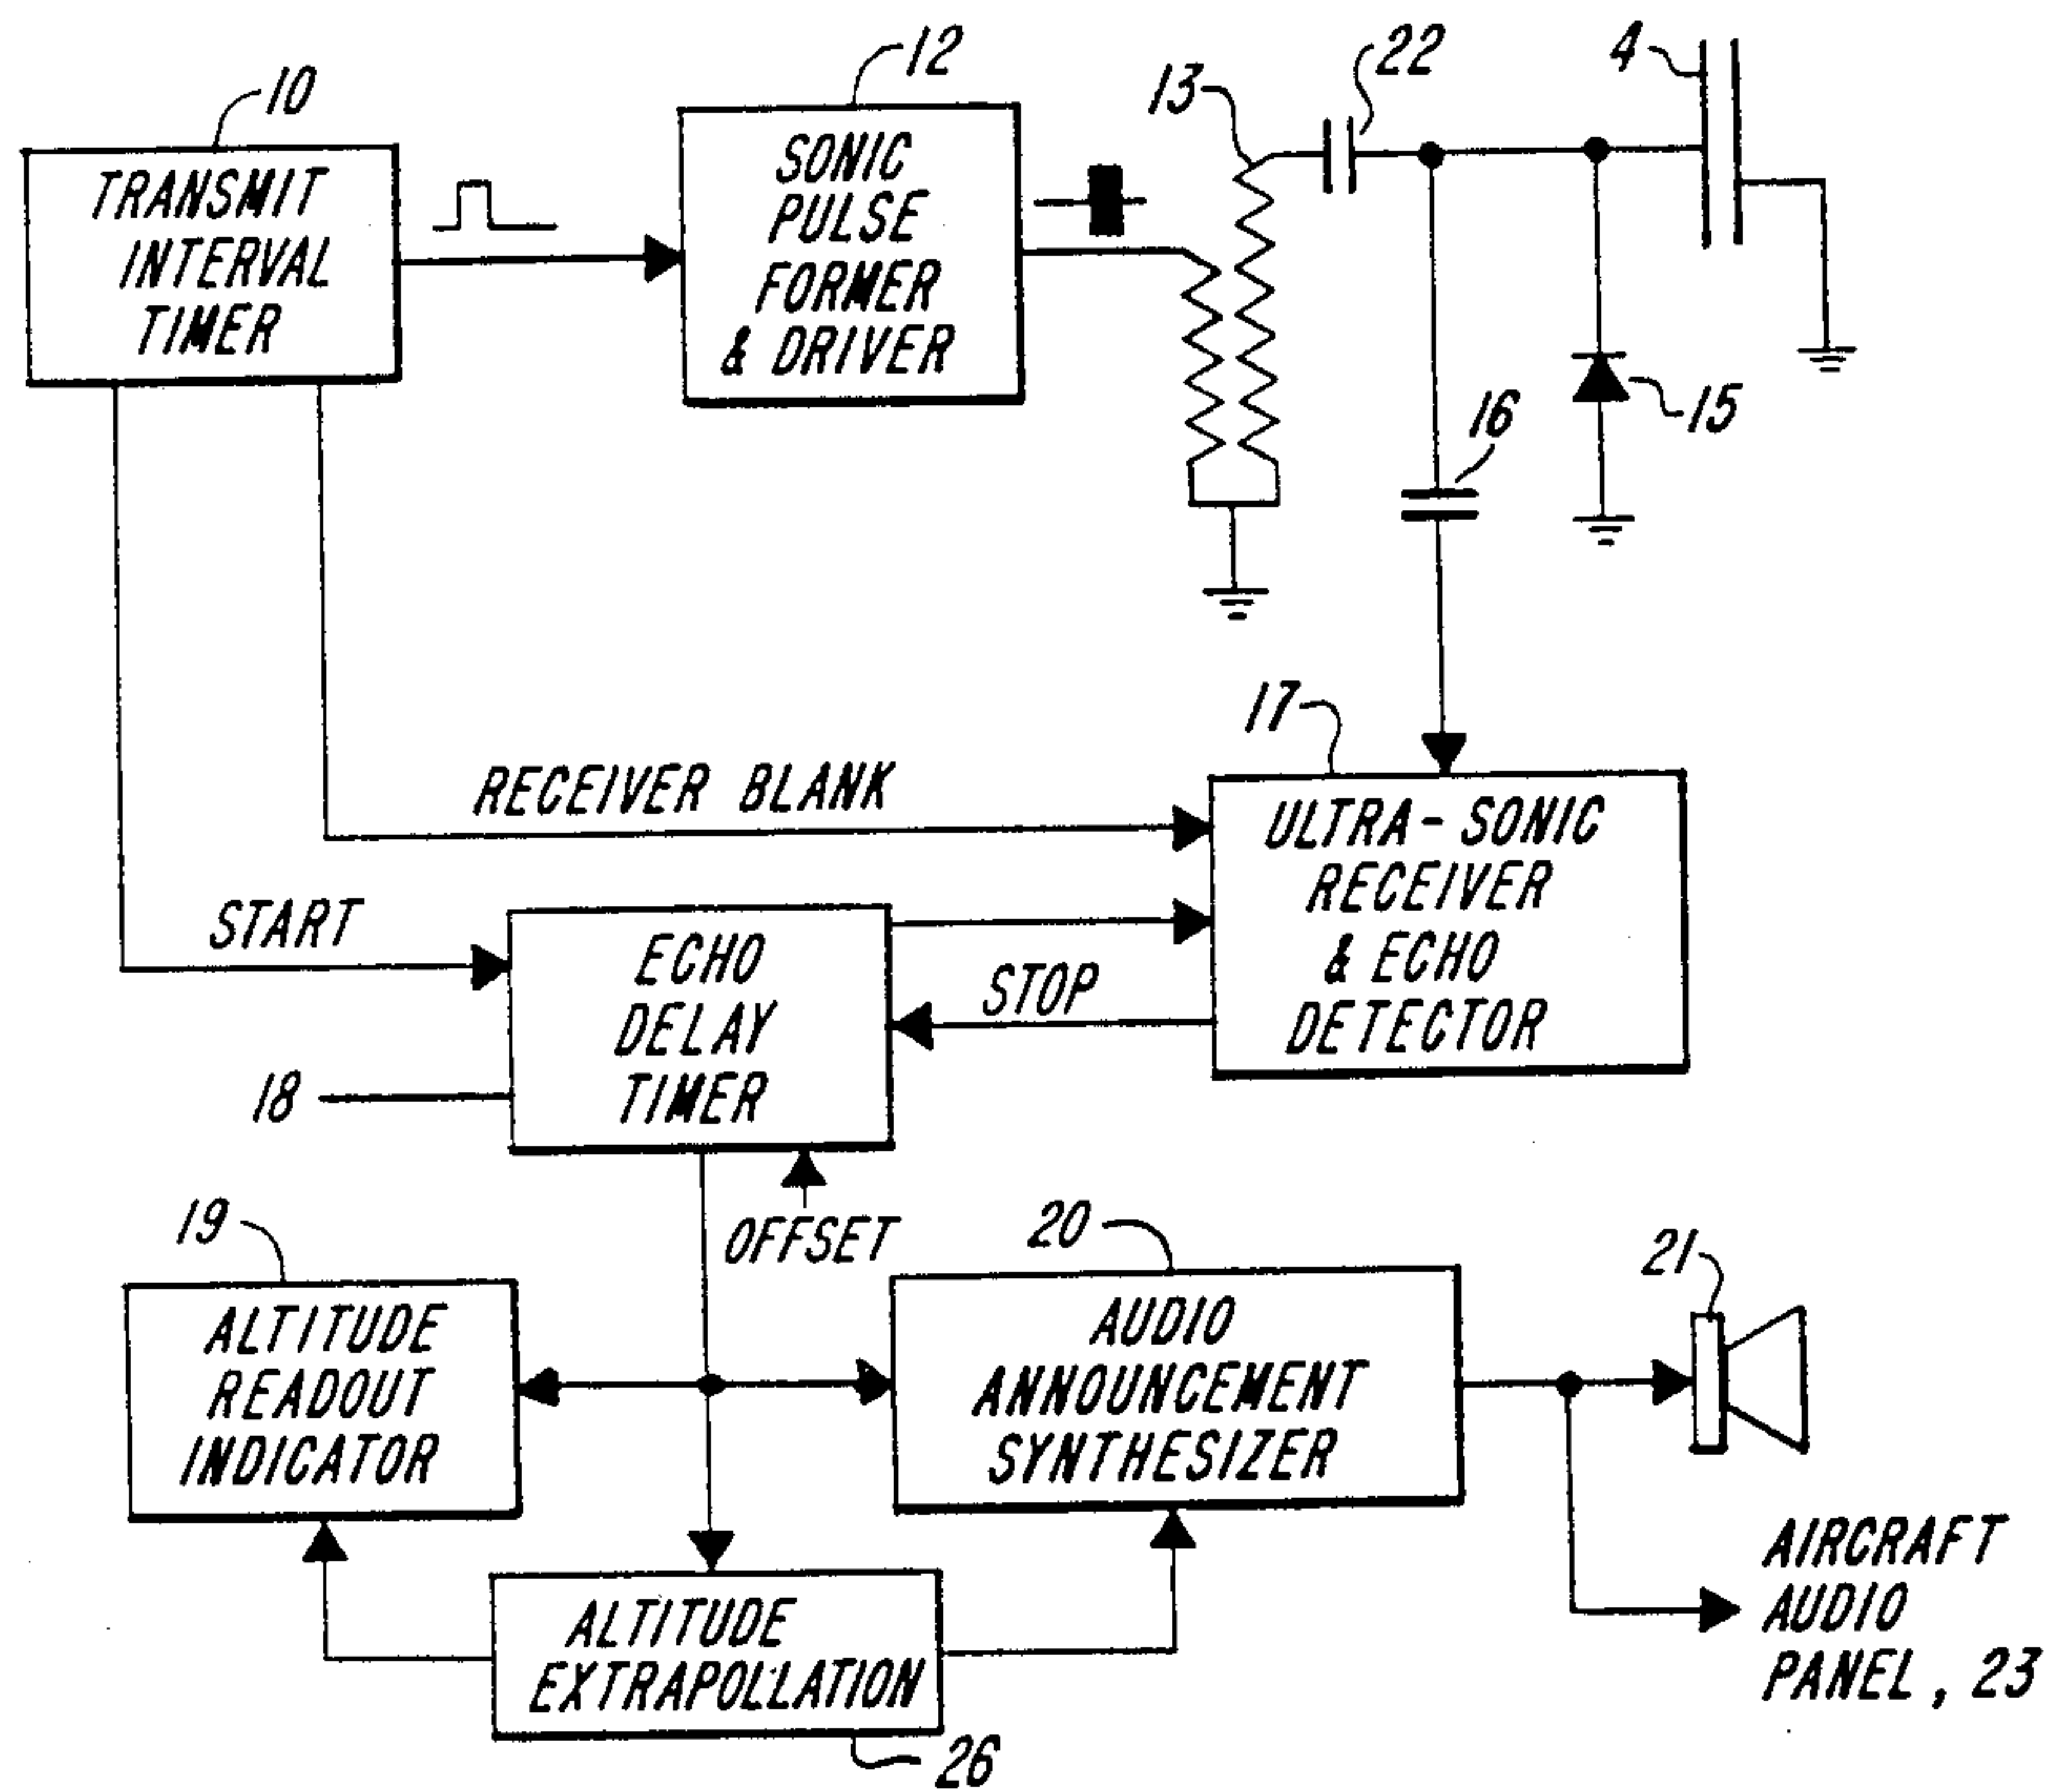 10
12
13
22
4
TRANSMIT
INTERVAL
TIMER
SONIC
PULSE
FORMER
& DRIVER
15
16
17
RECEIVER BLANK
ULTRA-SONIC
RECEIVER
& ECHO
DETECTOR
START
ECHO
DELAY
TIMER
STOP
18
OFFSET
19
20
21
ALTITUDE
READOUT
INDICATOR
AUDIO
ANNOUNCEMENT
SYNTHESIZER
AIRCRAFT
AUDIO
PANEL, 23
ALTITUDE
EXTRAPOLLATION
26